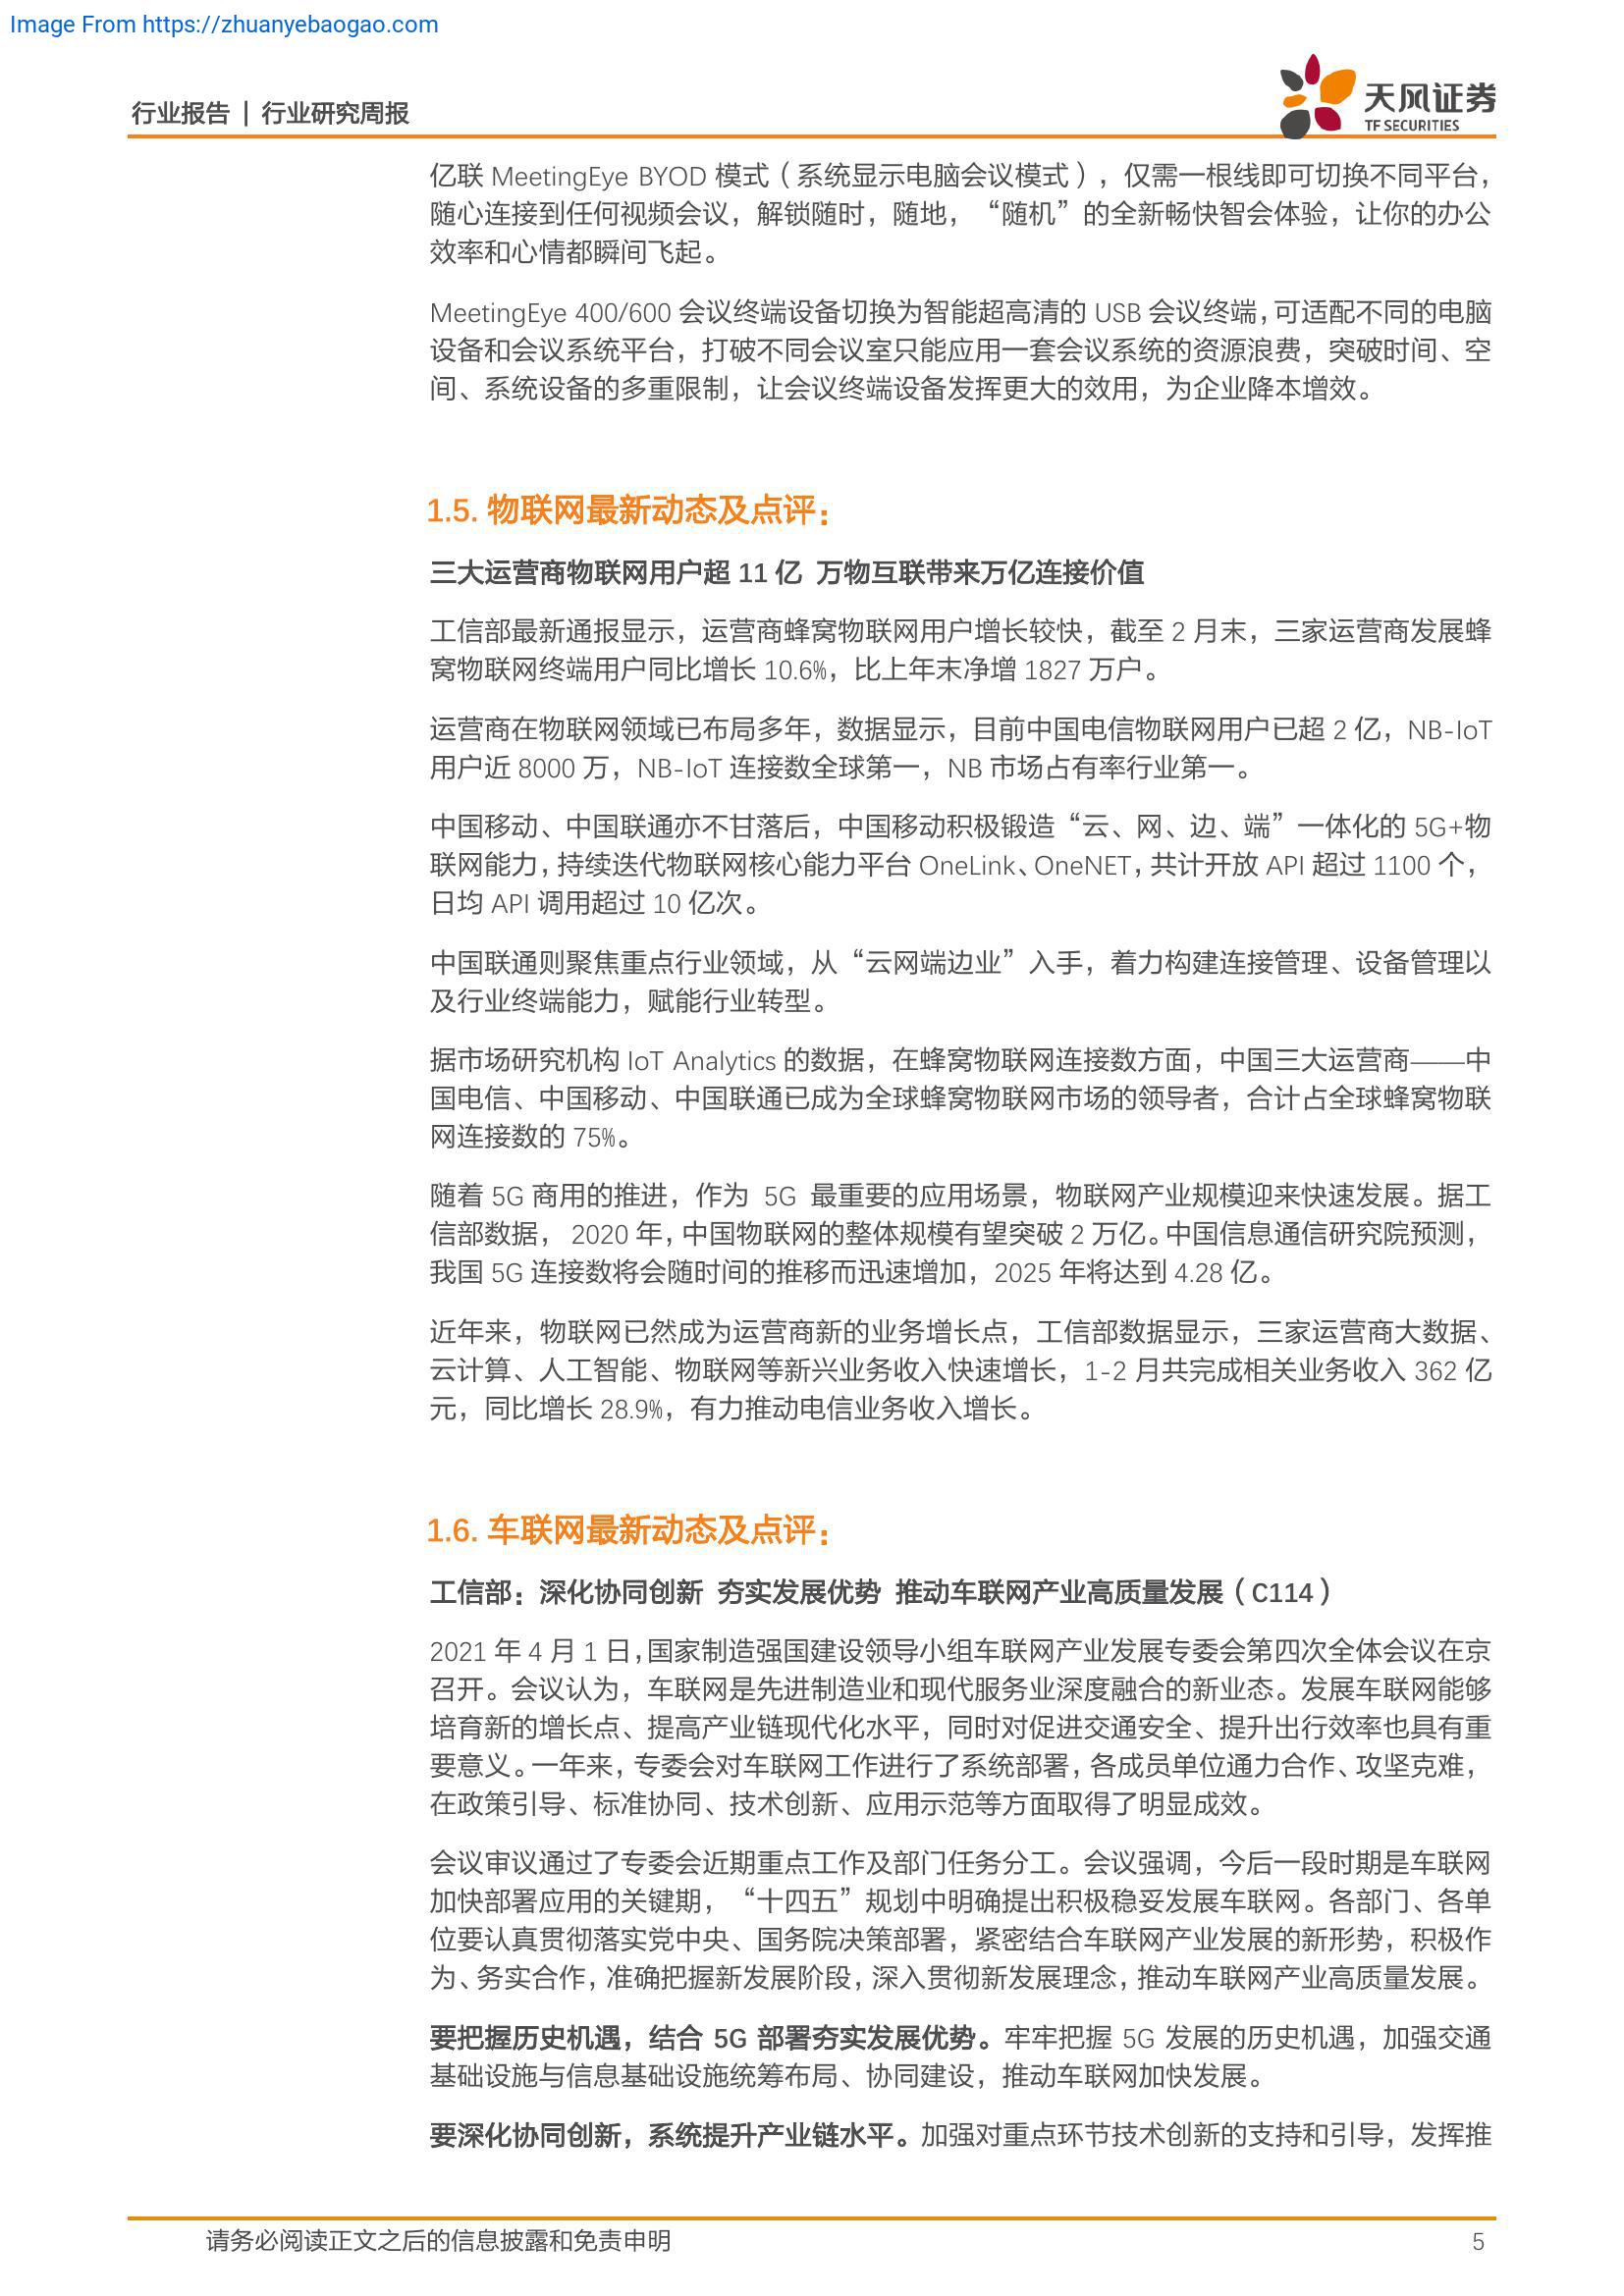 Image From https://zhuanyebaogao.com
行业报告 | 行业研究周报
天风证券
TF SECURITIES
亿联 MeetingEye BYOD 模式（系统显示电脑会议模式），仅需一根线即可切换不同平台，
随心连接到任何视频会议，解锁随时，随地，“随机”的全新畅快智会体验，让你的办公
效率和心情都瞬间飞起。
MeetingEye 400/600 会议终端设备切换为智能超高清的 USB 会议终端，可适配不同的电脑
设备和会议系统平台，打破不同会议室只能应用一套会议系统的资源浪费，突破时间、空
间、系统设备的多重限制，让会议终端设备发挥更大的效用，为企业降本增效。
1.5. 物联网最新动态及点评：
三大运营商物联网用户超 11 亿 万物互联带来万亿连接价值
工信部最新通报显示，运营商蜂窝物联网用户增长较快，截至 2 月末，三家运营商发展蜂
窝物联网终端用户同比增长 10.6%，比上年末净增 1827 万户。
运营商在物联网领域已布局多年，数据显示，目前中国电信物联网用户已超 2 亿，NB-IoT
用户近 8000 万，NB-IoT 连接数全球第一，NB 市场占有率行业第一。
中国移动、中国联通亦不甘落后，中国移动积极锻造“云、网、边、端”一体化的 5G+物
联网能力，持续迭代物联网核心能力平台 OneLink、OneNET，共计开放 API 超过 1100 个，
日均 API 调用超过 10 亿次。
中国联通则聚焦重点行业领域，从“云网端边业”入手，着力构建连接管理、设备管理以
及行业终端能力，赋能行业转型。
据市场研究机构 IoT Analytics 的数据，在蜂窝物联网连接数方面，中国三大运营商——中
国电信、中国移动、中国联通已成为全球蜂窝物联网市场的领导者，合计占全球蜂窝物联
网连接数的 75%。
随着 5G 商用的推进，作为 5G 最重要的应用场景，物联网产业规模迎来快速发展。据工
信部数据， 2020 年，中国物联网的整体规模有望突破 2 万亿。中国信息通信研究院预测，
我国 5G 连接数将会随时间的推移而迅速增加，2025 年将达到 4.28 亿。
近年来，物联网已然成为运营商新的业务增长点，工信部数据显示，三家运营商大数据、
云计算、人工智能、物联网等新兴业务收入快速增长，1-2 月共完成相关业务收入 362 亿
元，同比增长 28.9%，有力推动电信业务收入增长。
1.6. 车联网最新动态及点评：
工信部：深化协同创新 夯实发展优势 推动车联网产业高质量发展（C114）
2021 年 4 月 1 日，国家制造强国建设领导小组车联网产业发展专委会第四次全体会议在京
召开。会议认为，车联网是先进制造业和现代服务业深度融合的新业态。发展车联网能够
培育新的增长点、提高产业链现代化水平，同时对促进交通安全、提升出行效率也具有重
要意义。一年来，专委会对车联网工作进行了系统部署，各成员单位通力合作、攻坚克难，
在政策引导、标准协同、技术创新、应用示范等方面取得了明显成效。
会议审议通过了专委会近期重点工作及部门任务分工。会议强调，今后一段时期是车联网
加快部署应用的关键期，“十四五”规划中明确提出积极稳妥发展车联网。各部门、各单
位要认真贯彻落实党中央、国务院决策部署，紧密结合车联网产业发展的新形势，积极作
为、务实合作，准确把握新发展阶段，深入贯彻新发展理念，推动车联网产业高质量发展。
要把握历史机遇，结合 5G 部署夯实发展优势。牢牢把握 5G 发展的历史机遇，加强交通
基础设施与信息基础设施统筹布局、协同建设，推动车联网加快发展。
要深化协同创新，系统提升产业链水平。加强对重点环节技术创新的支持和引导，发挥推
请务必阅读正文之后的信息披露和免责申明
5